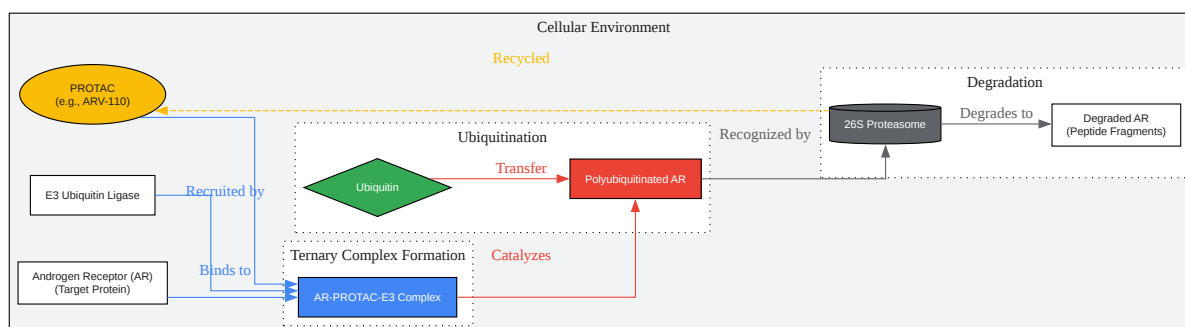 Cellular Environment
Recycled
PROTAC
(e.g., ARV-110)
Degradation
26S Proteasome
Degrades to
Degraded AR
(Peptide Fragments)
Ubiquitination
Recognized by
Ubiquitin
Transfer
Polyubiquitinated AR
E3 Ubiquitin Ligase
Recruited by
Ternary Complex Formation
Catalyzes
Androgen Receptor (AR)
(Target Protein)
Binds to
AR-PROTAC-E3 Complex